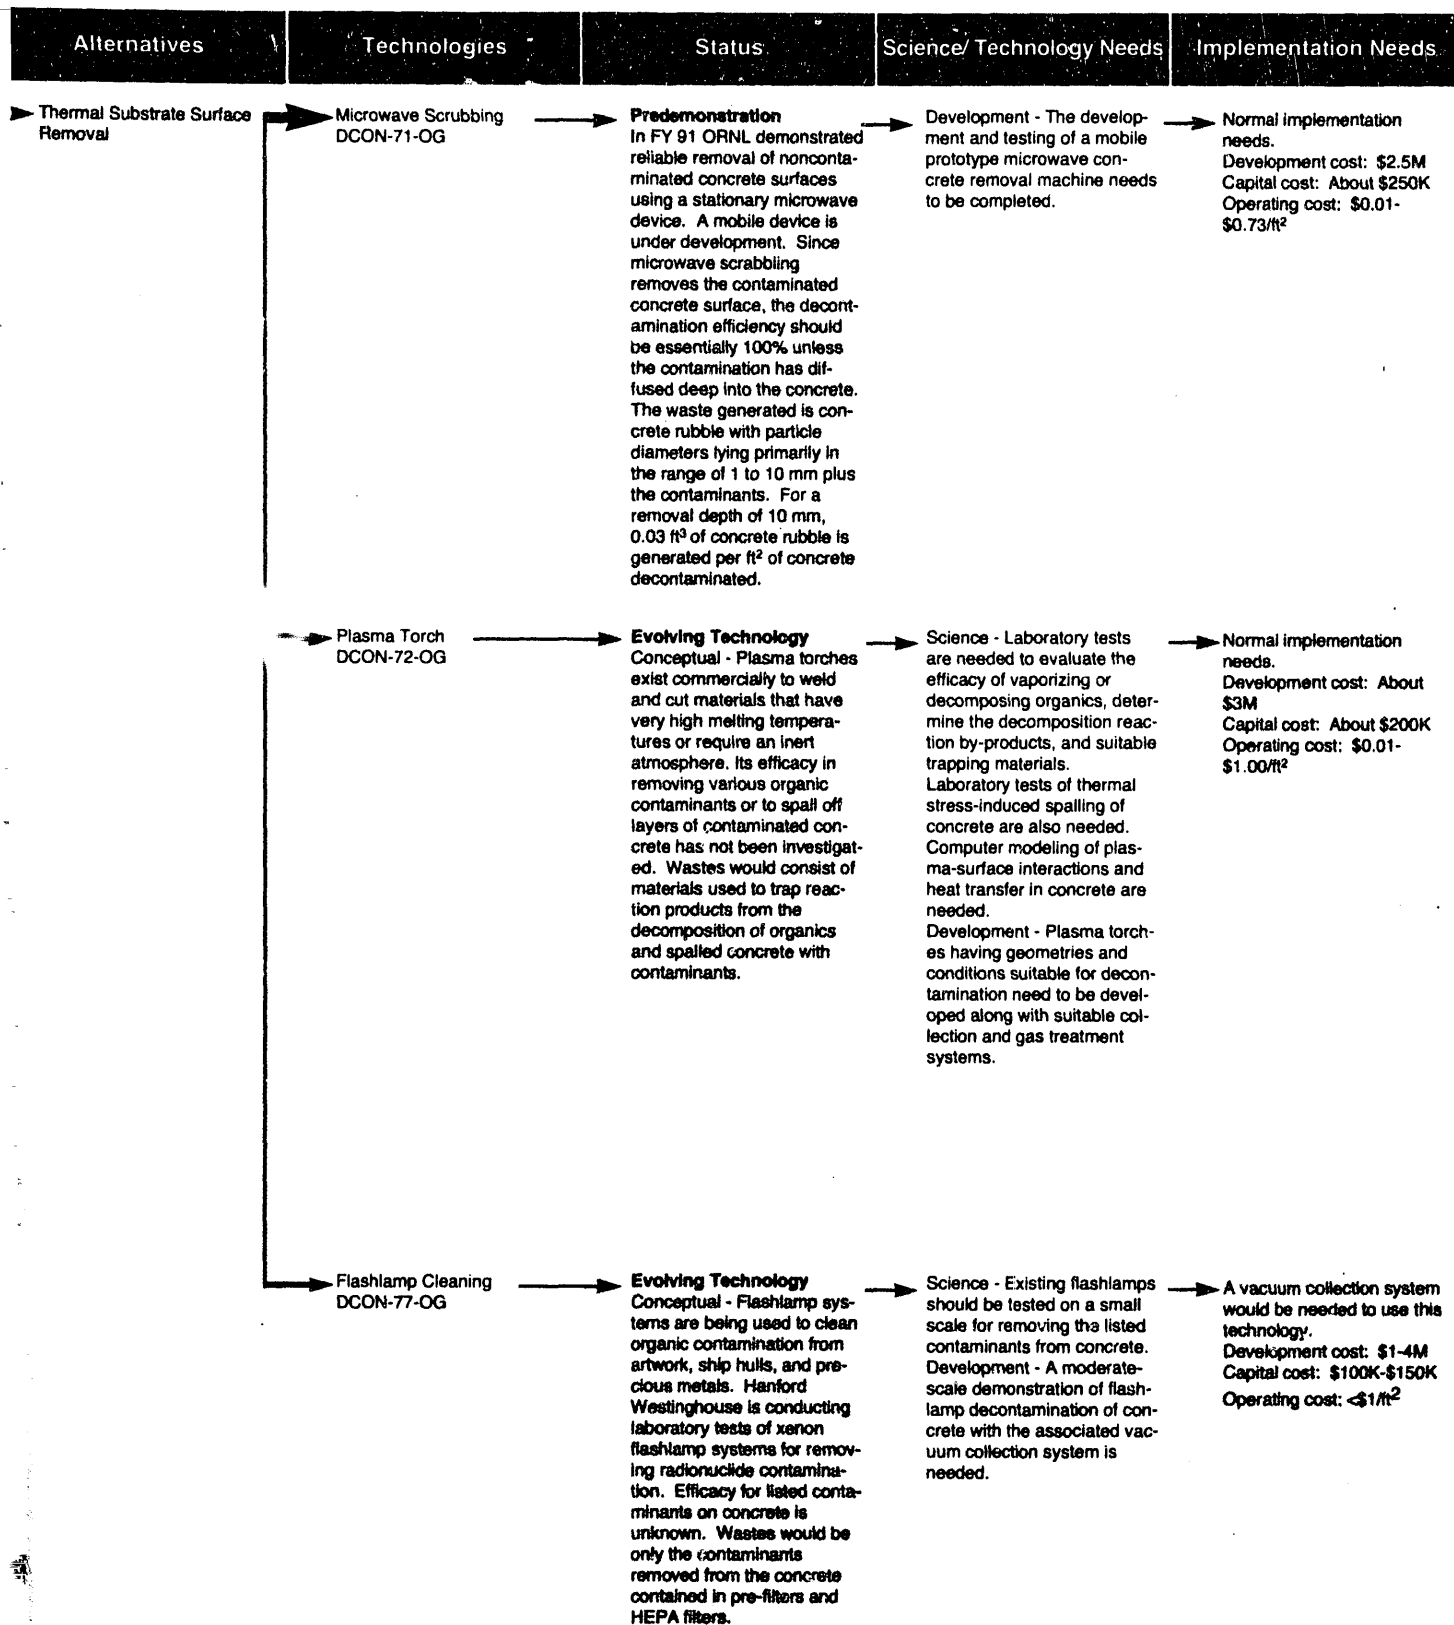 Alternatives
Technologies
Status
Science/ Technology Needs
Implementation Needs
Thermal Substrate Surface
Removal
Microwave Scrubbing
DCON-71-OG
Predemonstration
In FY 91 ORNL demonstrated
reliable removal of nonconta-
minated concrete surfaces
using a stationary microwave
device. A mobile device is
under development. Since
microwave scrabbling
removes the contaminated
concrete surface, the decont-
amination efficiency should
be essentially 100% unless
the contamination has dif-
fused deep into the concrete.
The waste generated is con-
crete rubble with particle
diameters lying primarily in
the range of 1 to 10 mm plus
the contaminants. For a
removal depth of 10 mm,
0.03 ft³ of concrete rubble is
generated per ft² of concrete
decontaminated.
Development - The develop-
ment and testing of a mobile
prototype microwave con-
crete removal machine needs
to be completed.
Normal implementation
needs.
Development cost: $2.5M
Capital cost: About $250K
Operating cost: $0.01-
$0.73/ft²
Plasma Torch
DCON-72-OG
Evolving Technology
Conceptual - Plasma torches
exist commercially to weld
and cut materials that have
very high melting tempera-
tures or require an inert
atmosphere. Its efficacy in
removing various organic
contaminants or to spall off
layers of contaminated con-
crete has not been investigat-
ed. Wastes would consist of
materials used to trap reac-
tion products from the
decomposition of organics
and spalled concrete with
contaminants.
Science - Laboratory tests
are needed to evaluate the
efficacy of vaporizing or
decomposing organics, deter-
mine the decomposition reac-
tion by-products, and suitable
trapping materials.
Laboratory tests of thermal
stress-induced spalling of
concrete are also needed.
Computer modeling of plas-
ma-surface interactions and
heat transfer in concrete are
needed.
Development - Plasma torch-
es having geometries and
conditions suitable for decon-
tamination need to be devel-
oped along with suitable col-
lection and gas treatment
systems.
Normal implementation
needs.
Development cost: About
$3M
Capital cost: About $200K
Operating cost: $0.01-
$1.00/ft²
Flashlamp Cleaning
DCON-77-OG
Evolving Technology
Conceptual - Flashlamp sys-
tems are being used to clean
organic contamination from
artwork, ship hulls, and pre-
cious metals. Hanford
Westinghouse is conducting
laboratory tests of xenon
flashlamp systems for remov-
ing radionuclide contamina-
tion. Efficacy for listed conta-
minants on concrete is
unknown. Wastes would be
only the contaminants
removed from the concrete
contained in pre-filters and
HEPA filters.
Science - Existing flashlamps
should be tested on a small
scale for removing the listed
contaminants from concrete.
Development - A moderate-
scale demonstration of flash-
lamp decontamination of con-
crete with the associated vac-
uum collection system is
needed.
A vacuum collection system
would be needed to use this
technology.
Development cost: $1-4M
Capital cost: $100K-$150K
Operating cost: <$1/ft²